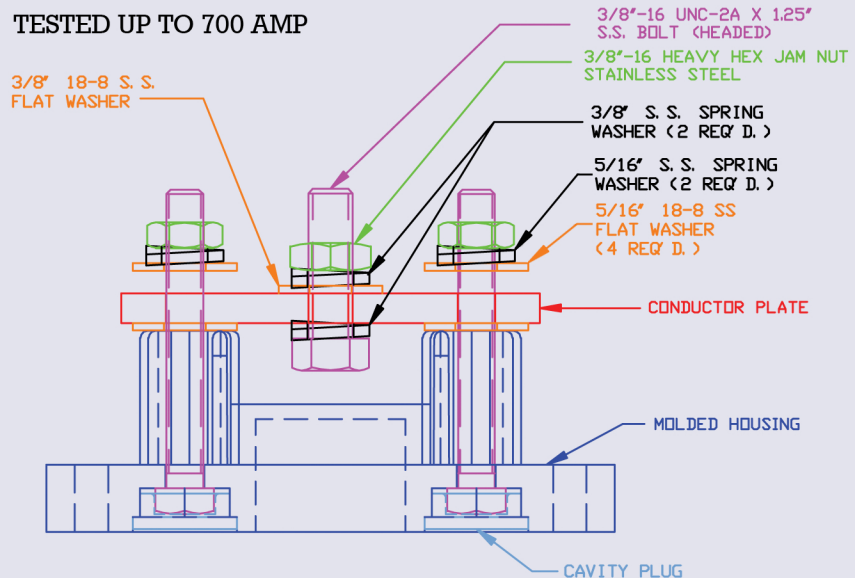 TESTED UP TO 700 AMP
3/8" 18-8 S. S.
FLAT WASHER
3/8"-16 UNC-2A X 1.25"
S.S. BOLT (HEADED)
3/8"-16 HEAVY HEX JAM NUT
STAINLESS STEEL
3/8" S. S. SPRING
WASHER (2 REQ'D. )
5/16" S. S. SPRING
WASHER (2 REQ'D. )
5/16" 18-8 SS
FLAT WASHER
(4 REQ'D. )
CONDUCTOR PLATE
MOLDED HOUSING
CAVITY PLUG